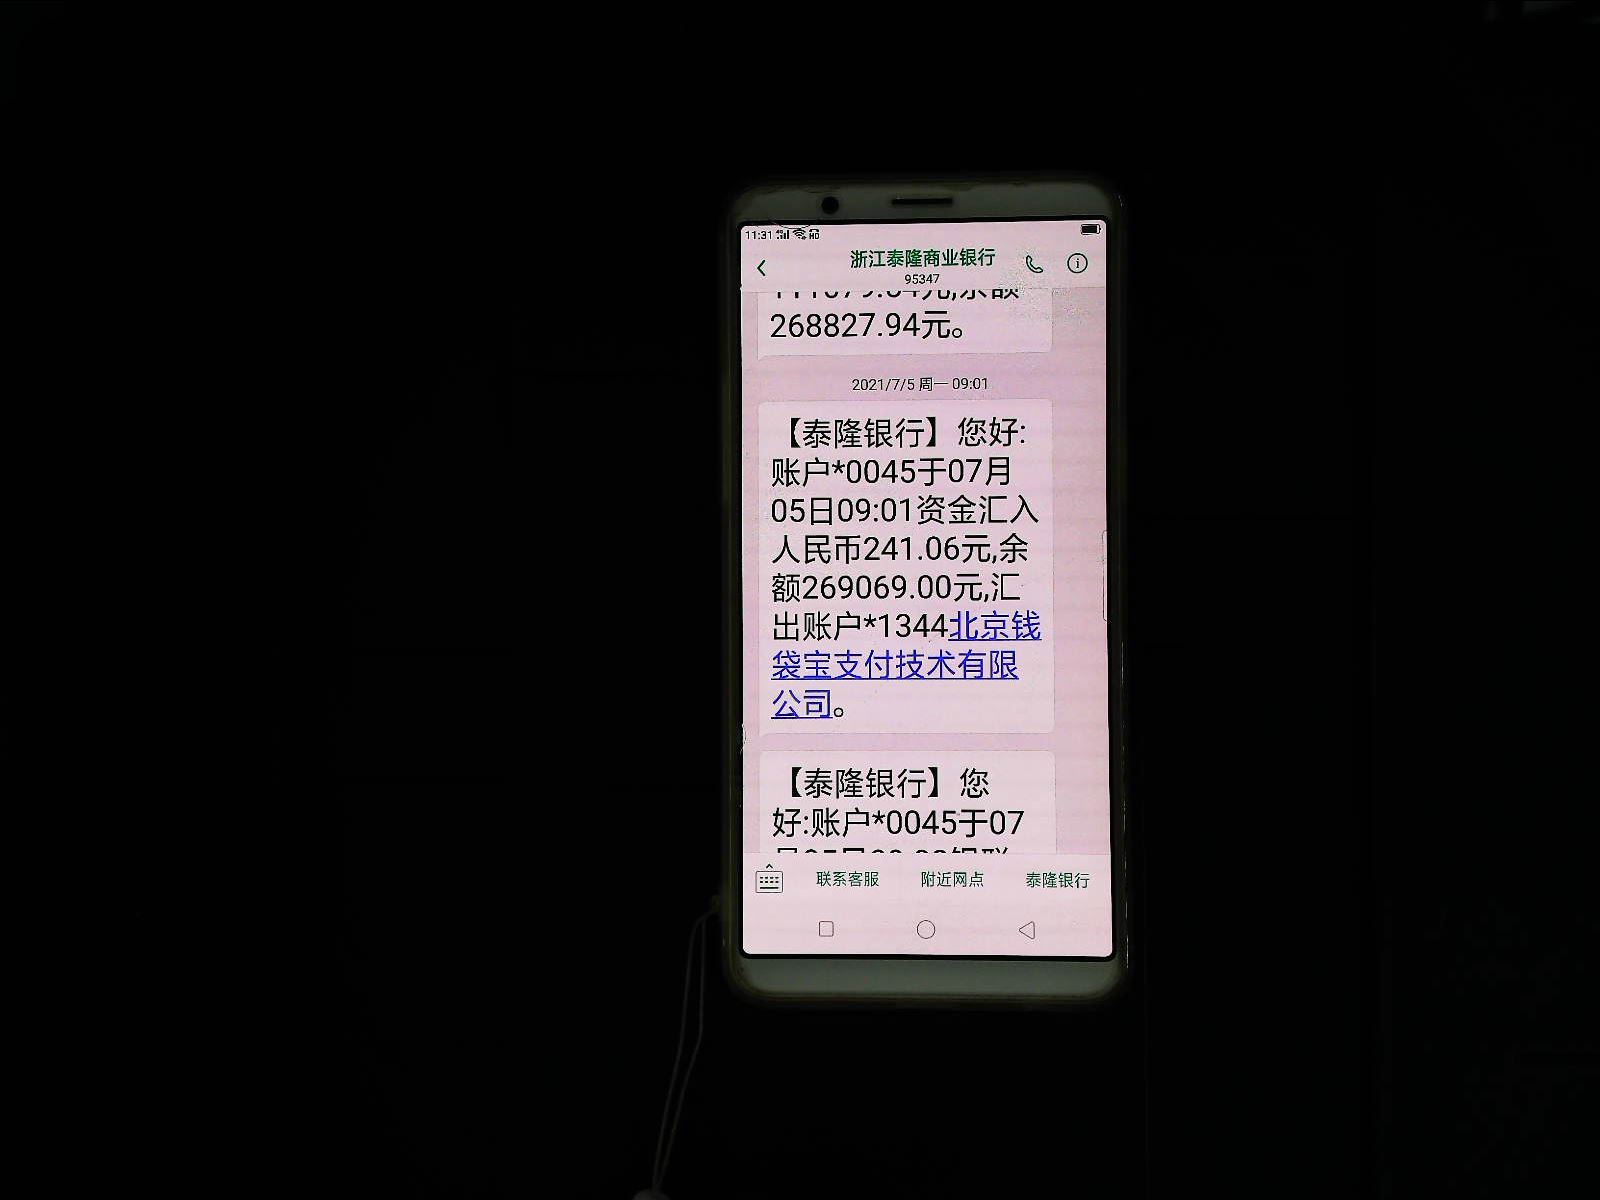 11:31
浙江泰隆商业银行
95347
268827.94元。
2021/7/5 周一 09:01
【泰隆银行】您好:
账户*0045于07月
05日09:01资金汇入
人民币241.06元,余
额269069.00元,汇
出账户*1344北京钱
袋宝支付技术有限
公司。
【泰隆银行】您
好:账户*0045于07
联系客服 附近网点 泰隆银行